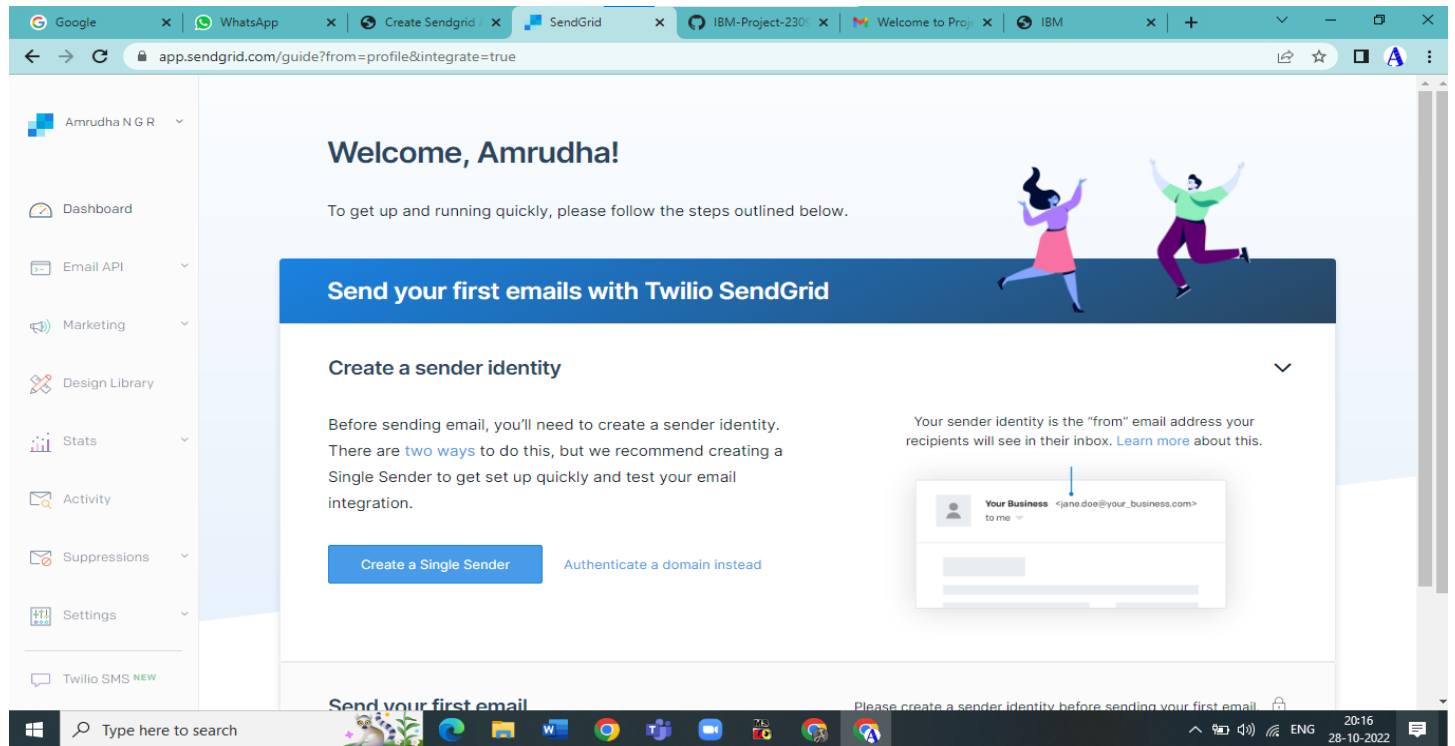 Google
WhatsApp
Create Sendgrid A
SendGrid
IBM-Project-2309
Welcome to Proj
IBM
app.sendgrid.com/guide?from=profile&integrate=true
A
Amrudha N G R
Dashboard
Email API
Marketing
Design Library
Stats
Activity
Suppressions
Settings
Twilio SMS NEW
Welcome, Amrudha!
To get up and running quickly, please follow the steps outlined below.
Send your first emails with Twilio SendGrid
Create a sender identity
Before sending email, you'll need to create a sender identity.
There are two ways to do this, but we recommend creating a
Single Sender to get set up quickly and test your email
integration.
Create a Single Sender
Authenticate a domain instead
Your sender identity is the “from” email address your
recipients will see in their inbox. Learn more about this.
Your Business <jane.doe@your_business.com>
to me
Send your first email
Please create a sender identity before sending your first email.
Type here to search
ENG
20:16
28-10-2022